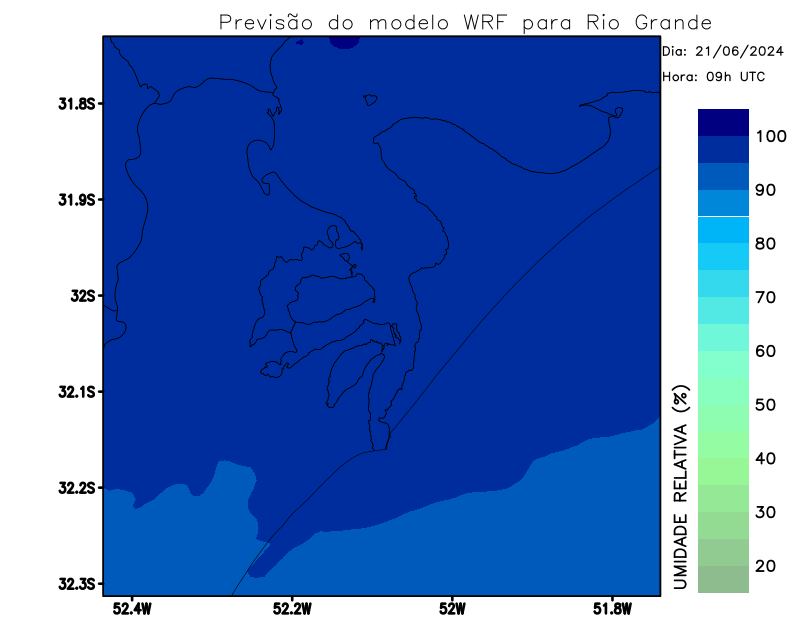 Previsão do modelo WRF para Rio Grande
Dia: 21/06/2024
Hora: 09h UTC
31.8S
31.9S
32S
32.1S
32.2S
32.3S
52.4W
52.2W
52W
51.8W
UMIDADE RELATIVA (%)
100
90
80
70
60
50
40
30
20